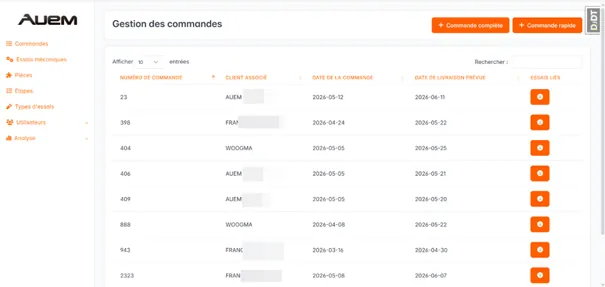 AUEM
Gestion des commandes
+ Commande complète
+ Commande rapide
D:DT
Commandes
Essais mécaniques
Pièces
Étapes
Types d'essais
Utilisateurs
Analyse
Afficher 10 entrées
Rechercher :
NUMÉRO DE COMMANDE CLIENT ASSOCIÉ DATE DE LA COMMANDE DATE DE LIVRAISON PRÉVUE ESSAIS LIÉS
23 AUEM 2026-05-12 2026-06-11
398 FRAN 2026-04-24 2026-05-22
404 WOOGMA 2026-05-05 2026-05-25
406 AUEM 2026-05-05 2026-05-21
409 AUEM 2026-05-05 2026-05-20
888 WOOGMA 2026-04-08 2026-05-22
943 FRANC 2026-03-16 2026-04-30
2323 FRAN 2026-05-08 2026-06-07